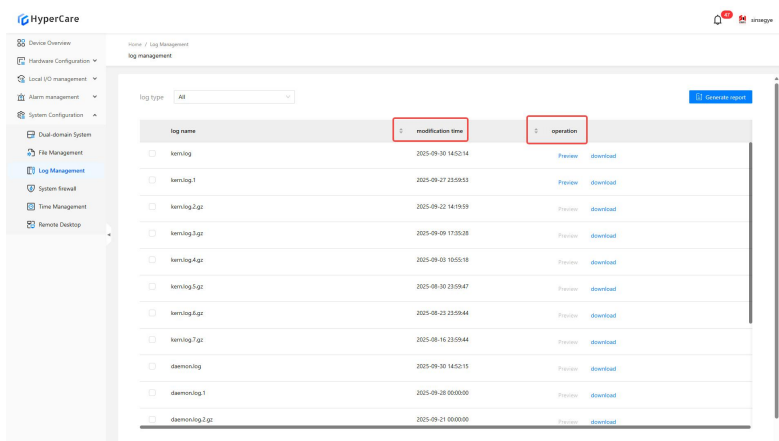 HyperCare
47
sinsegye
Device Overview
Hardware Configuration
Local I/O management
Alarm management
System Configuration
Dual-domain System
File Management
Log Management
System firewall
Time Management
Remote Desktop
Home / Log Management
log management
log type All
Generate report
log name modification time operation
kern.log 2025-09-30 14:52:14 Preview download
kern.log.1 2025-09-27 23:59:53 Preview download
kern.log.2.gz 2025-09-22 14:19:59 Preview download
kern.log.3.gz 2025-09-09 17:35:28 Preview download
kern.log.4.gz 2025-09-03 10:55:18 Preview download
kern.log.5.gz 2025-08-30 23:59:47 Preview download
kern.log.6.gz 2025-08-23 23:59:44 Preview download
kern.log.7.gz 2025-08-16 23:59:44 Preview download
daemon.log 2025-09-30 14:52:15 Preview download
daemon.log.1 2025-09-28 00:00:00 Preview download
daemon.log.2.gz 2025-09-21 00:00:00 Preview download